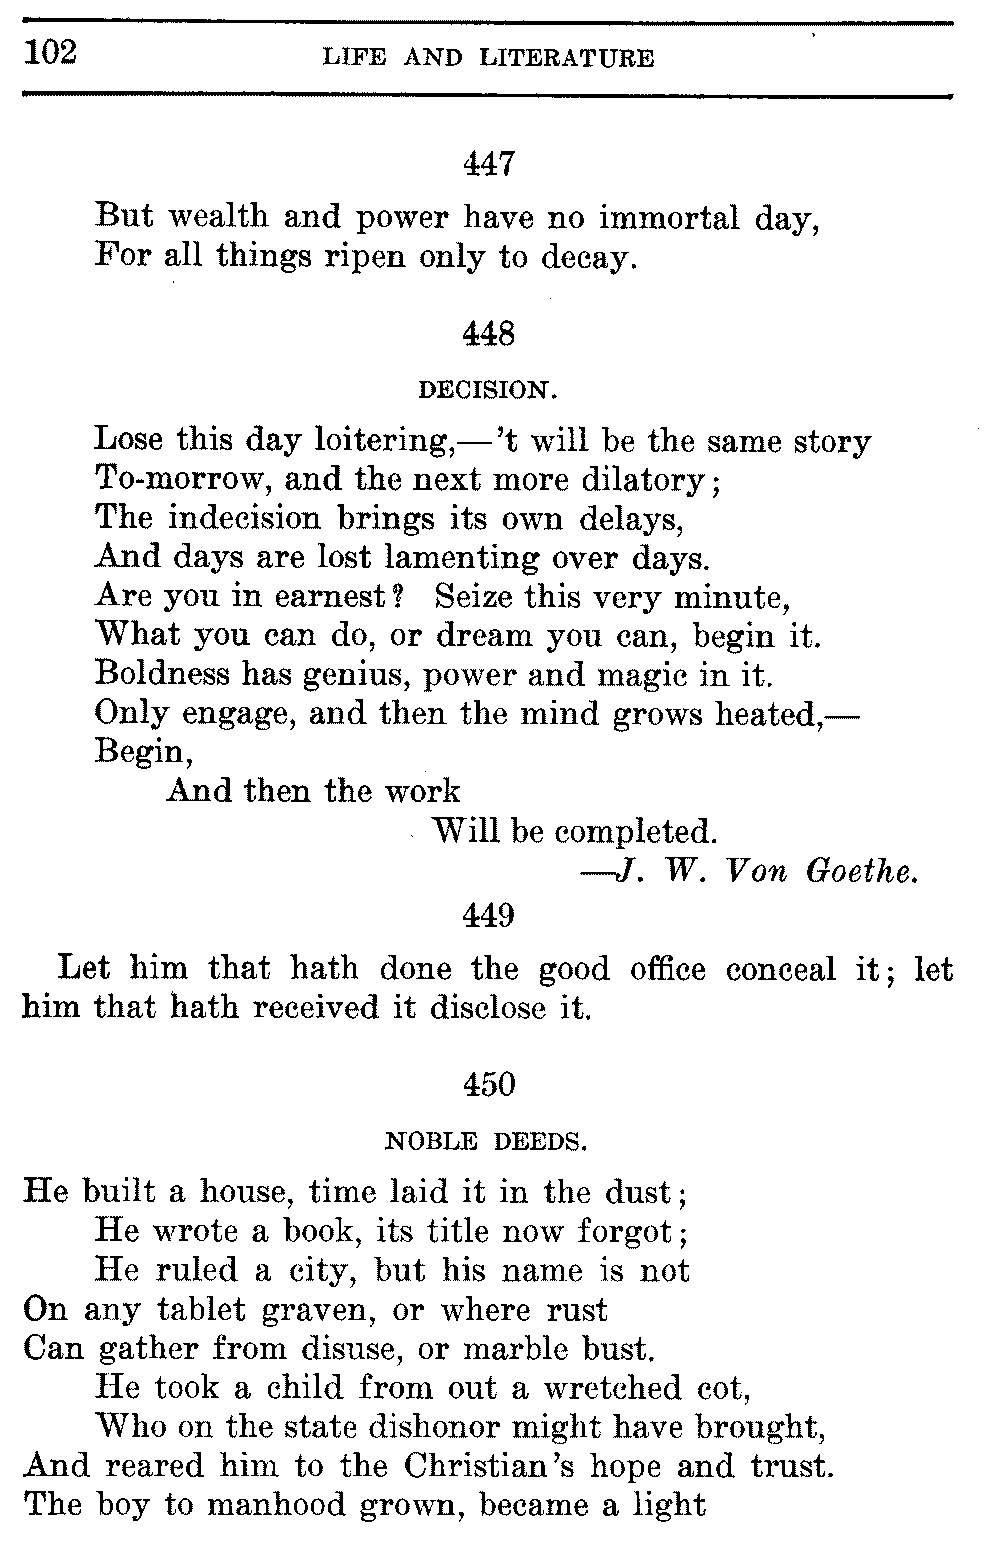 102 LIFE AND LITERATURE
447
But wealth and power have no immortal day,
For all things ripen only to decay.
448
DECISION.
Lose this day loitering,—'t will be the same story
To-morrow, and the next more dilatory;
The indecision brings its own delays,
And days are lost lamenting over days.
Are you in earnest? Seize this very minute,
What you can do, or dream you can, begin it.
Boldness has genius, power and magic in it.
Only engage, and then the mind grows heated,—
Begin,
And then the work
Will be completed.
—J. W. Von Goethe.
449
Let him that hath done the good office conceal it; let
him that hath received it disclose it.
450
NOBLE DEEDS.
He built a house, time laid it in the dust;
He wrote a book, its title now forgot;
He ruled a city, but his name is not
On any tablet graven, or where rust
Can gather from disuse, or marble bust.
He took a child from out a wretched cot,
Who on the state dishonor might have brought,
And reared him to the Christian's hope and trust.
The boy to manhood grown, became a light